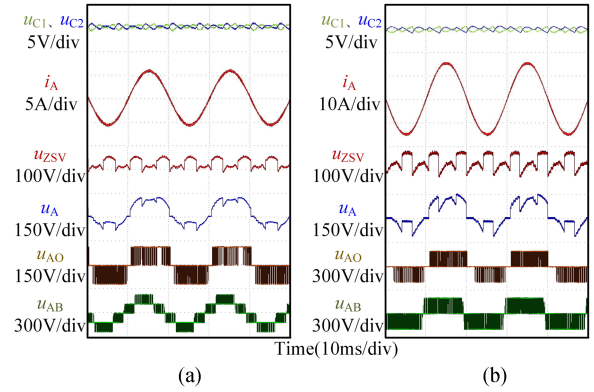 uC1、uC2
5V/div
iA
5A/div
uZSV
100V/div
uA
150V/div
uAO
150V/div
uAB
300V/div
uC1、uC2
5V/div
iA
10A/div
uZSV
100V/div
uA
150V/div
uAO
300V/div
uAB
300V/div
Time(10ms/div)
(a)
(b)